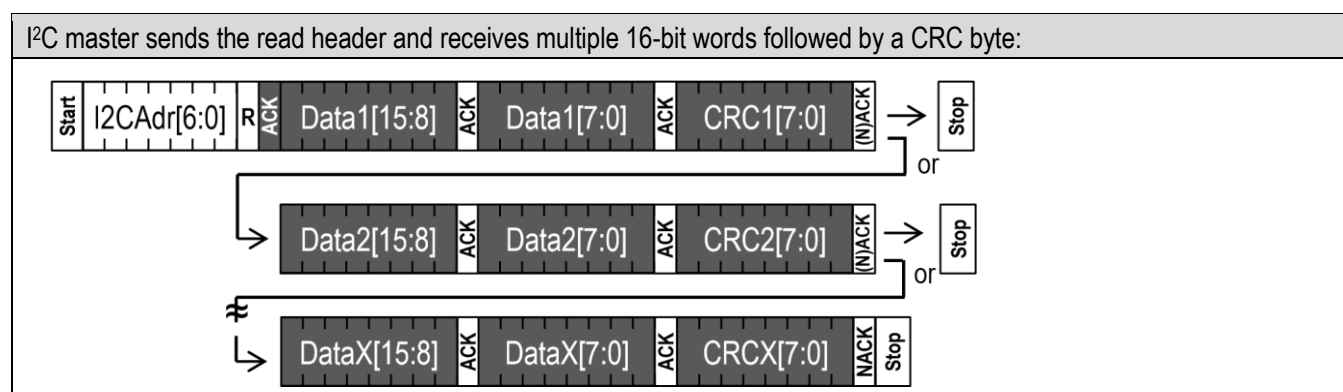 I²C master sends the read header and receives multiple 16-bit words followed by a CRC byte:
Start I2CAdr[6:0] R ACK Data1[15:8] ACK Data1[7:0] ACK CRC1[7:0] (N)ACK Stop
or
Data2[15:8] ACK Data2[7:0] ACK CRC2[7:0] (N)ACK Stop
or
DataX[15:8] ACK DataX[7:0] ACK CRCX[7:0] NACK Stop